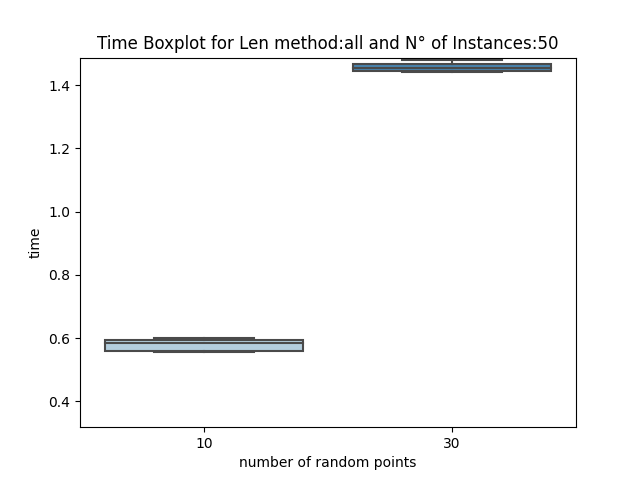 Time Boxplot for Len method:all and N° of Instances:50
1.4
1.2
1.0
0.8
0.6
0.4
time
10
30
number of random points